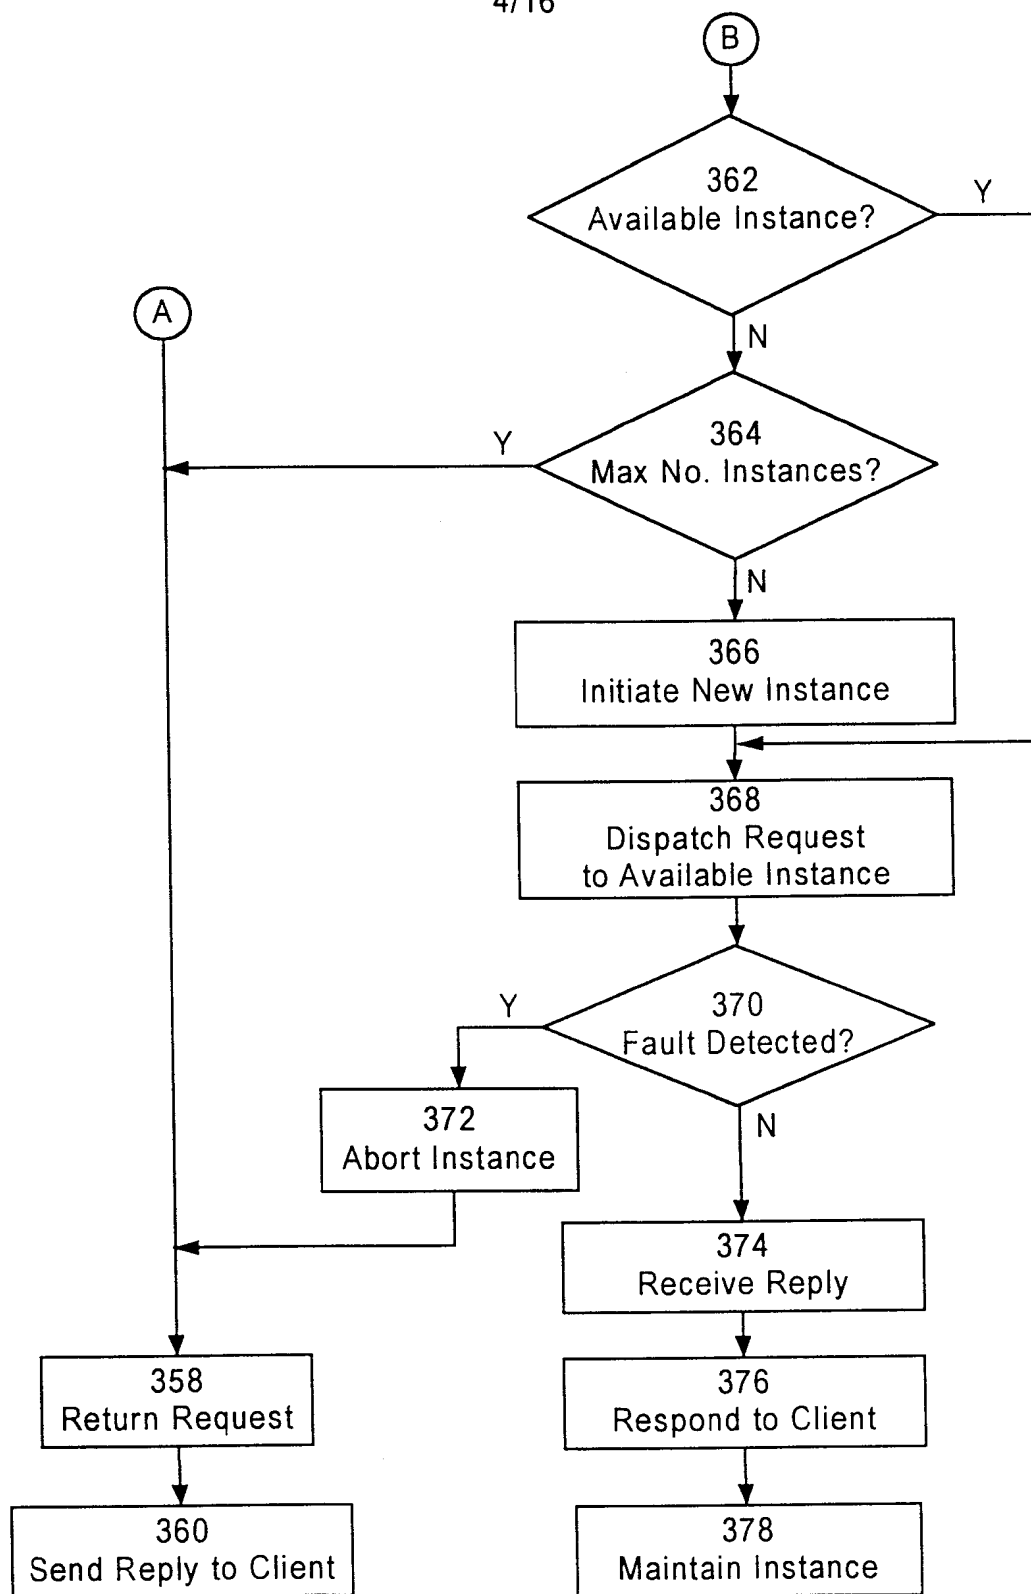 4/16
B
362
Available Instance?
Y
A
N
364
Max No. Instances?
Y
N
366
Initiate New Instance
368
Dispatch Request
to Available Instance
370
Fault Detected?
Y
N
372
Abort Instance
374
Receive Reply
358
Return Request
376
Respond to Client
360
Send Reply to Client
378
Maintain Instance